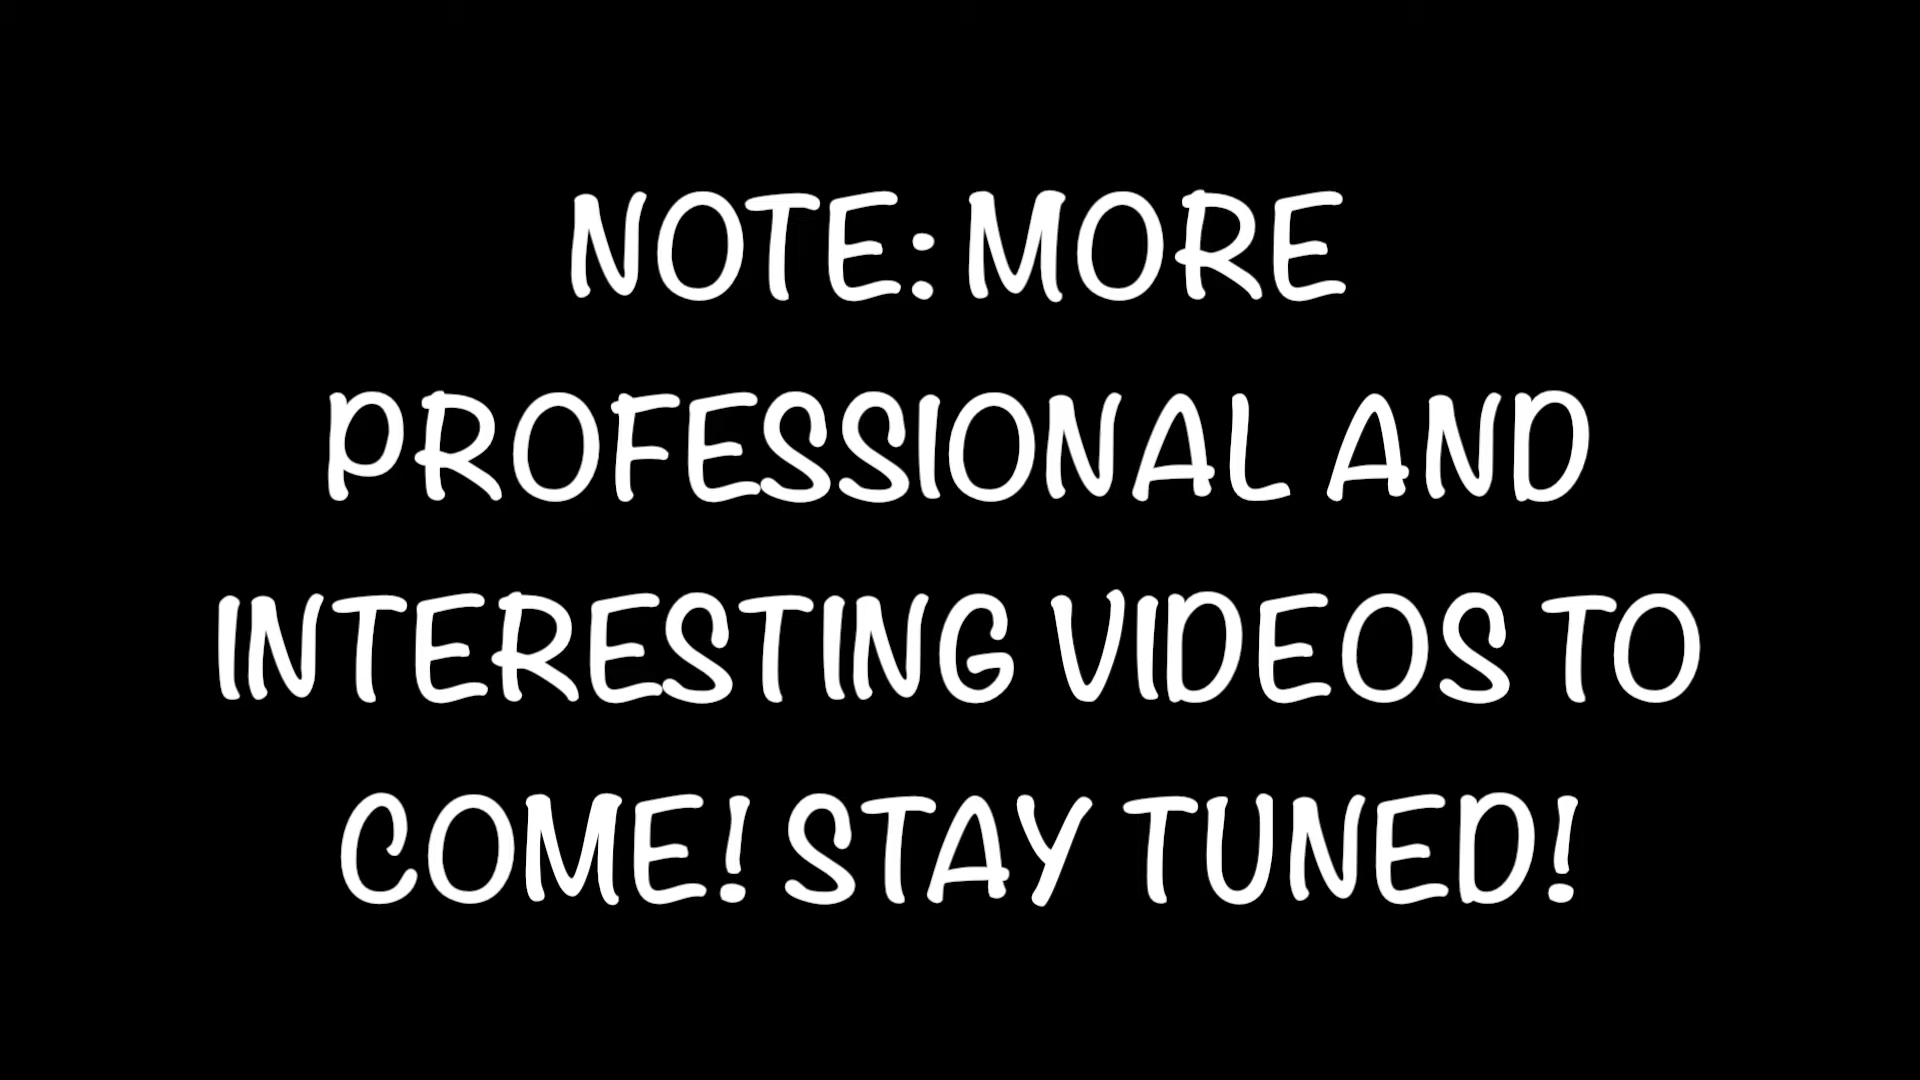 NOTE: MORE
PROFESSIONAL AND
INTERESTING VIDEOS TO
COME! STAY TUNED!